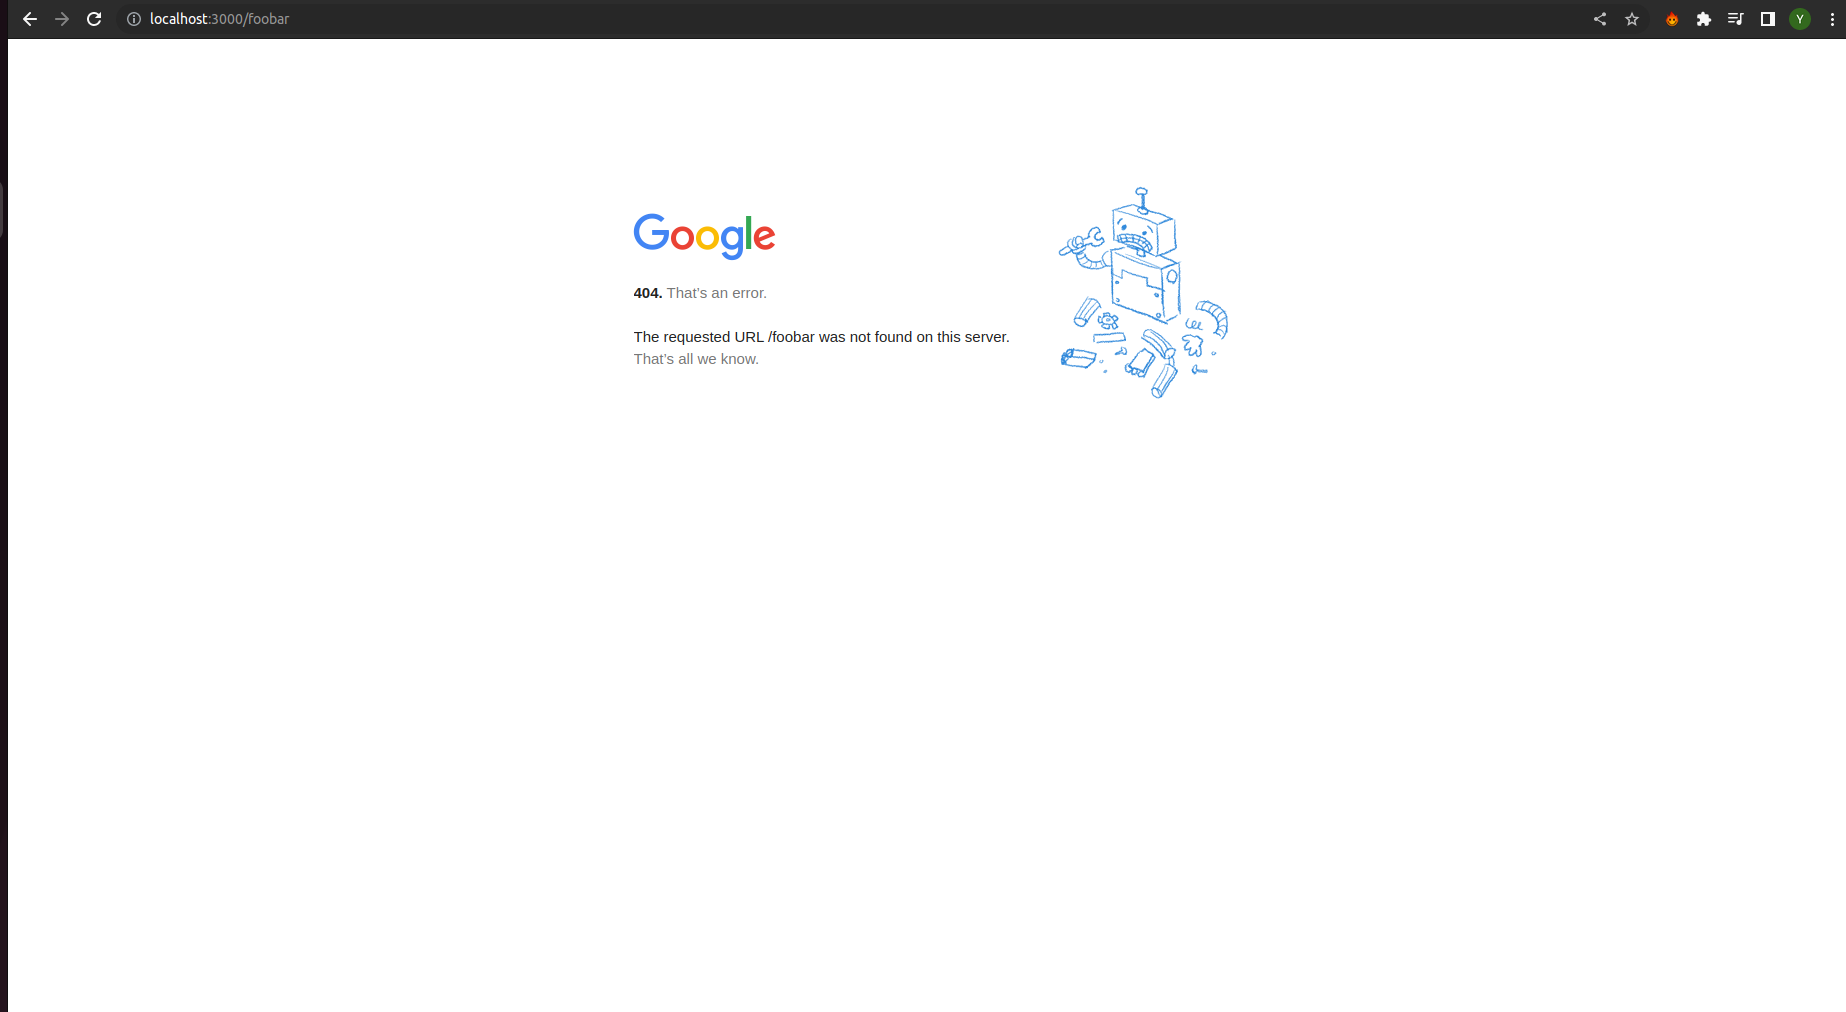 localhost:3000/foobar
Y
Google
404. That’s an error.
The requested URL /foobar was not found on this server.
That’s all we know.